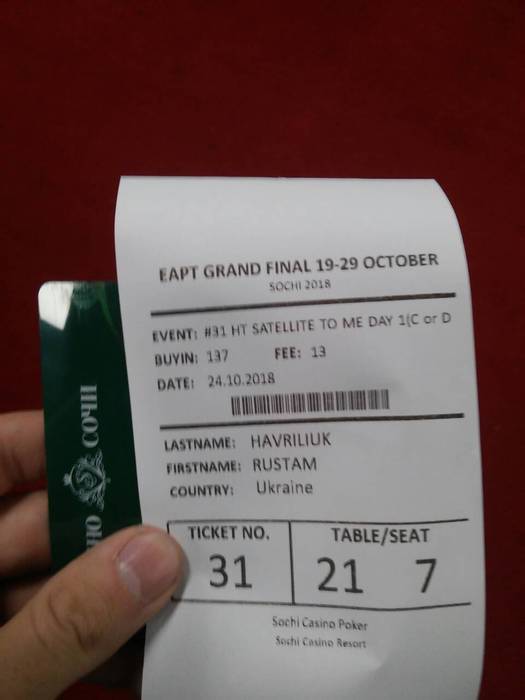 EAPT GRAND FINAL 19-29 OCTOBER
SOCHI 2018
EVENT: #31 HT SATELLITE TO ME DAY 1(C or D
BUYIN: 137 FEE: 13
DATE: 24.10.2018
LASTNAME: HAVRILIUK
FIRSTNAME: RUSTAM
COUNTRY: Ukraine
TICKET NO. TABLE/SEAT
31 21 7
Sochi Casino Poker
Sochi Casino Resort
СОЧИ